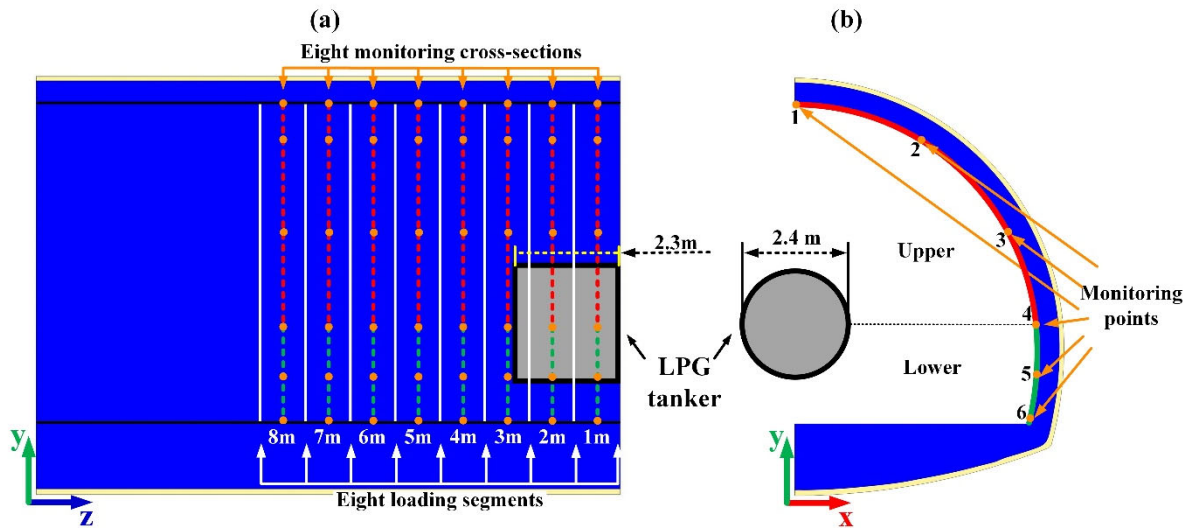 (a)
Eight monitoring cross-sections
2.3m
LPG
tanker
8m 7m 6m 5m 4m 3m 2m 1m
Eight loading segments
y
z
(b)
1
2
3
2.4 m
Upper
Monitoring
points
4
Lower
5
6
y
x